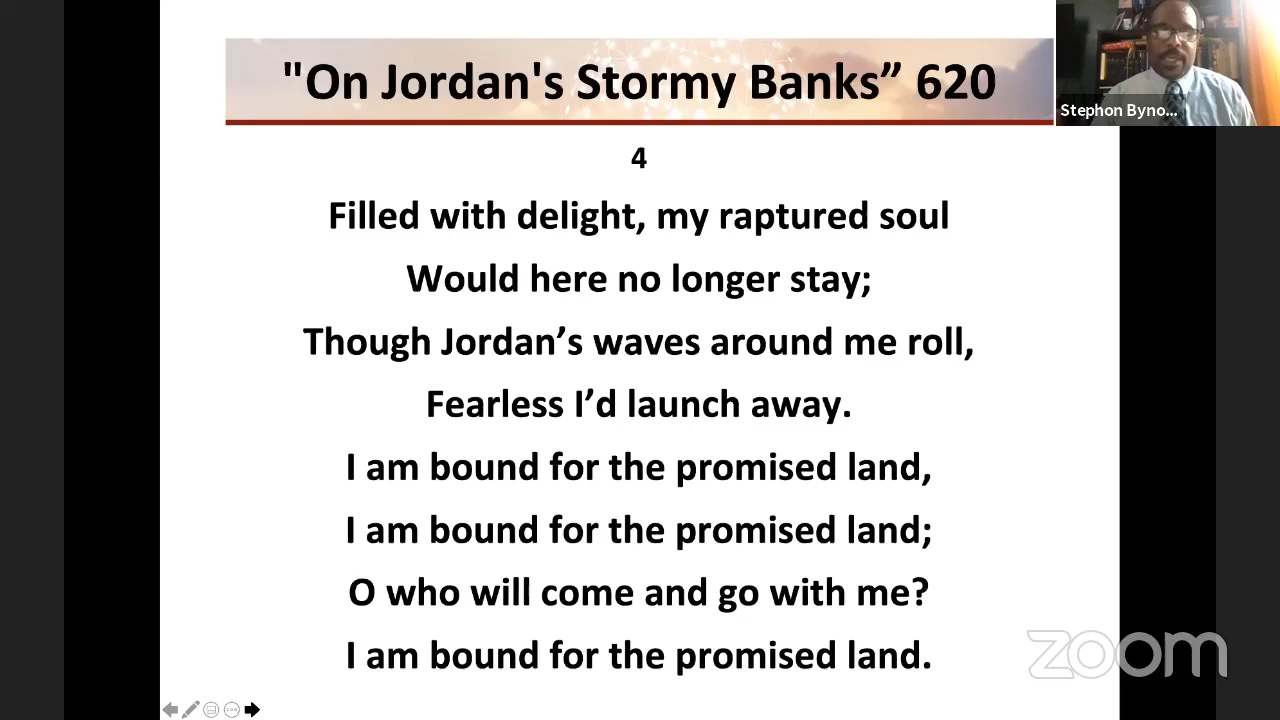 "On Jordan's Stormy Banks” 620
Stephon Byno...
4
Filled with delight, my raptured soul
Would here no longer stay;
Though Jordan’s waves around me roll,
Fearless I’d launch away.
I am bound for the promised land,
I am bound for the promised land;
O who will come and go with me?
I am bound for the promised land.
zoom